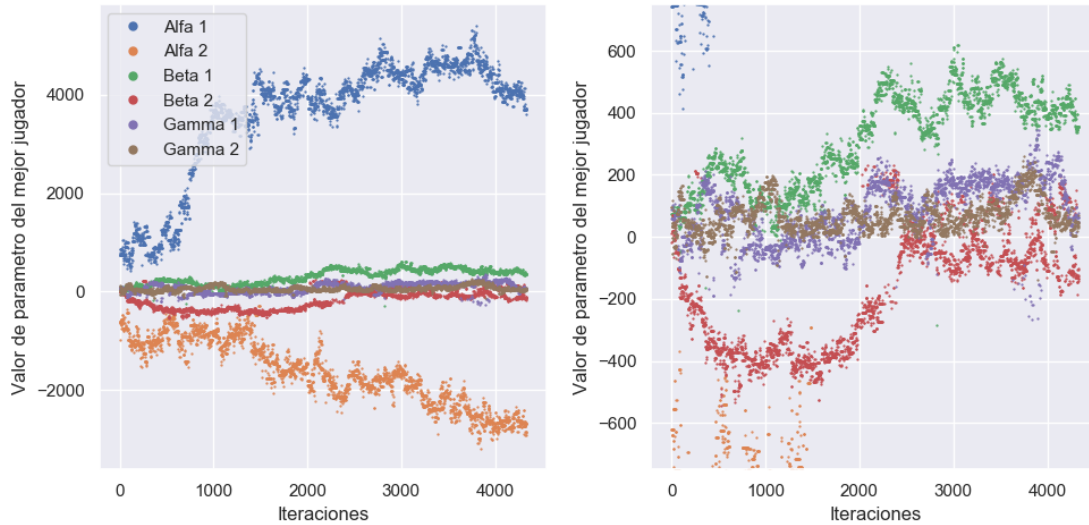 Valor de parametro del mejor jugador
4000
2000
0
−2000
Alfa 1
Alfa 2
Beta 1
Beta 2
Gamma 1
Gamma 2
0 1000 2000 3000 4000
Iteraciones
Valor de parametro del mejor jugador
600
400
200
0
−200
−400
−600
0 1000 2000 3000 4000
Iteraciones